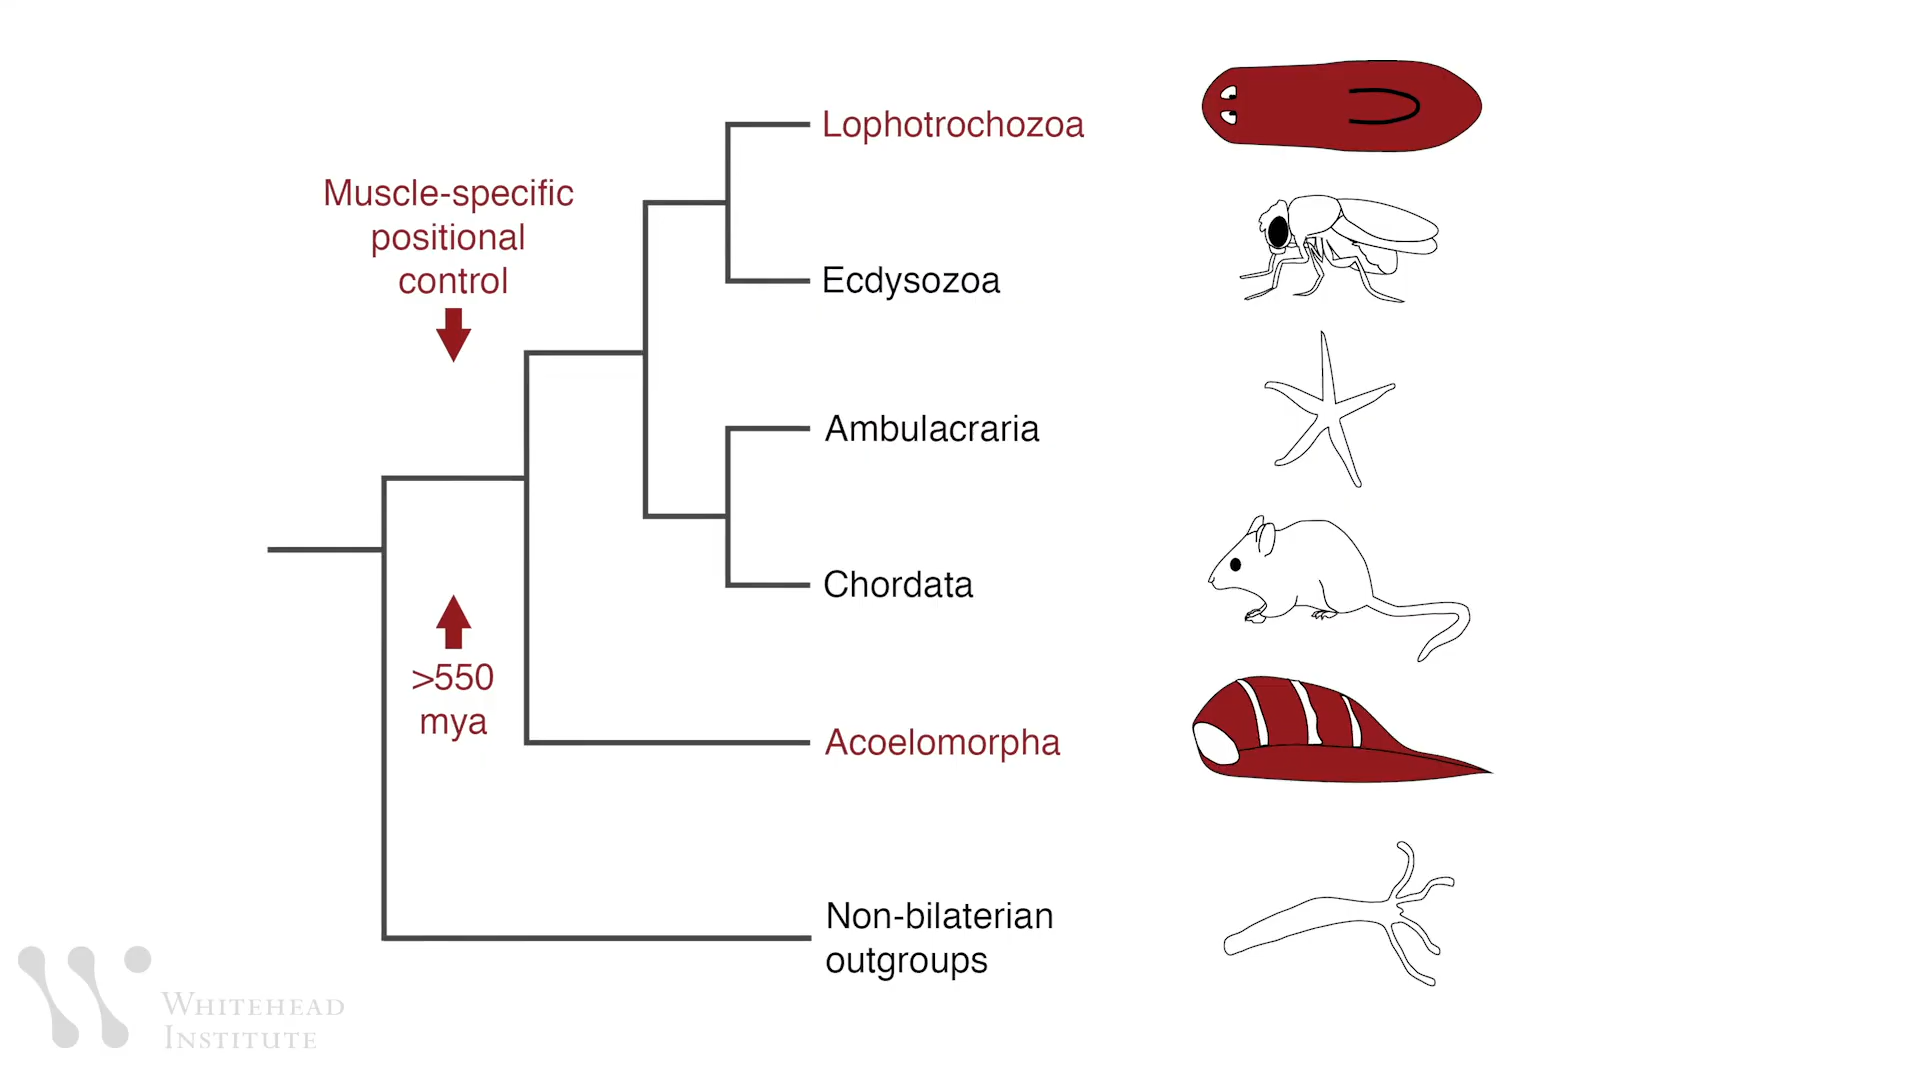 Lophotrochozoa
Muscle-specific
positional
control
Ecdysozoa
Ambulacraria
Chordata
>550
mya
Acoelomorpha
Non-bilaterian
outgroups
WHITEHEAD
INSTITUTE